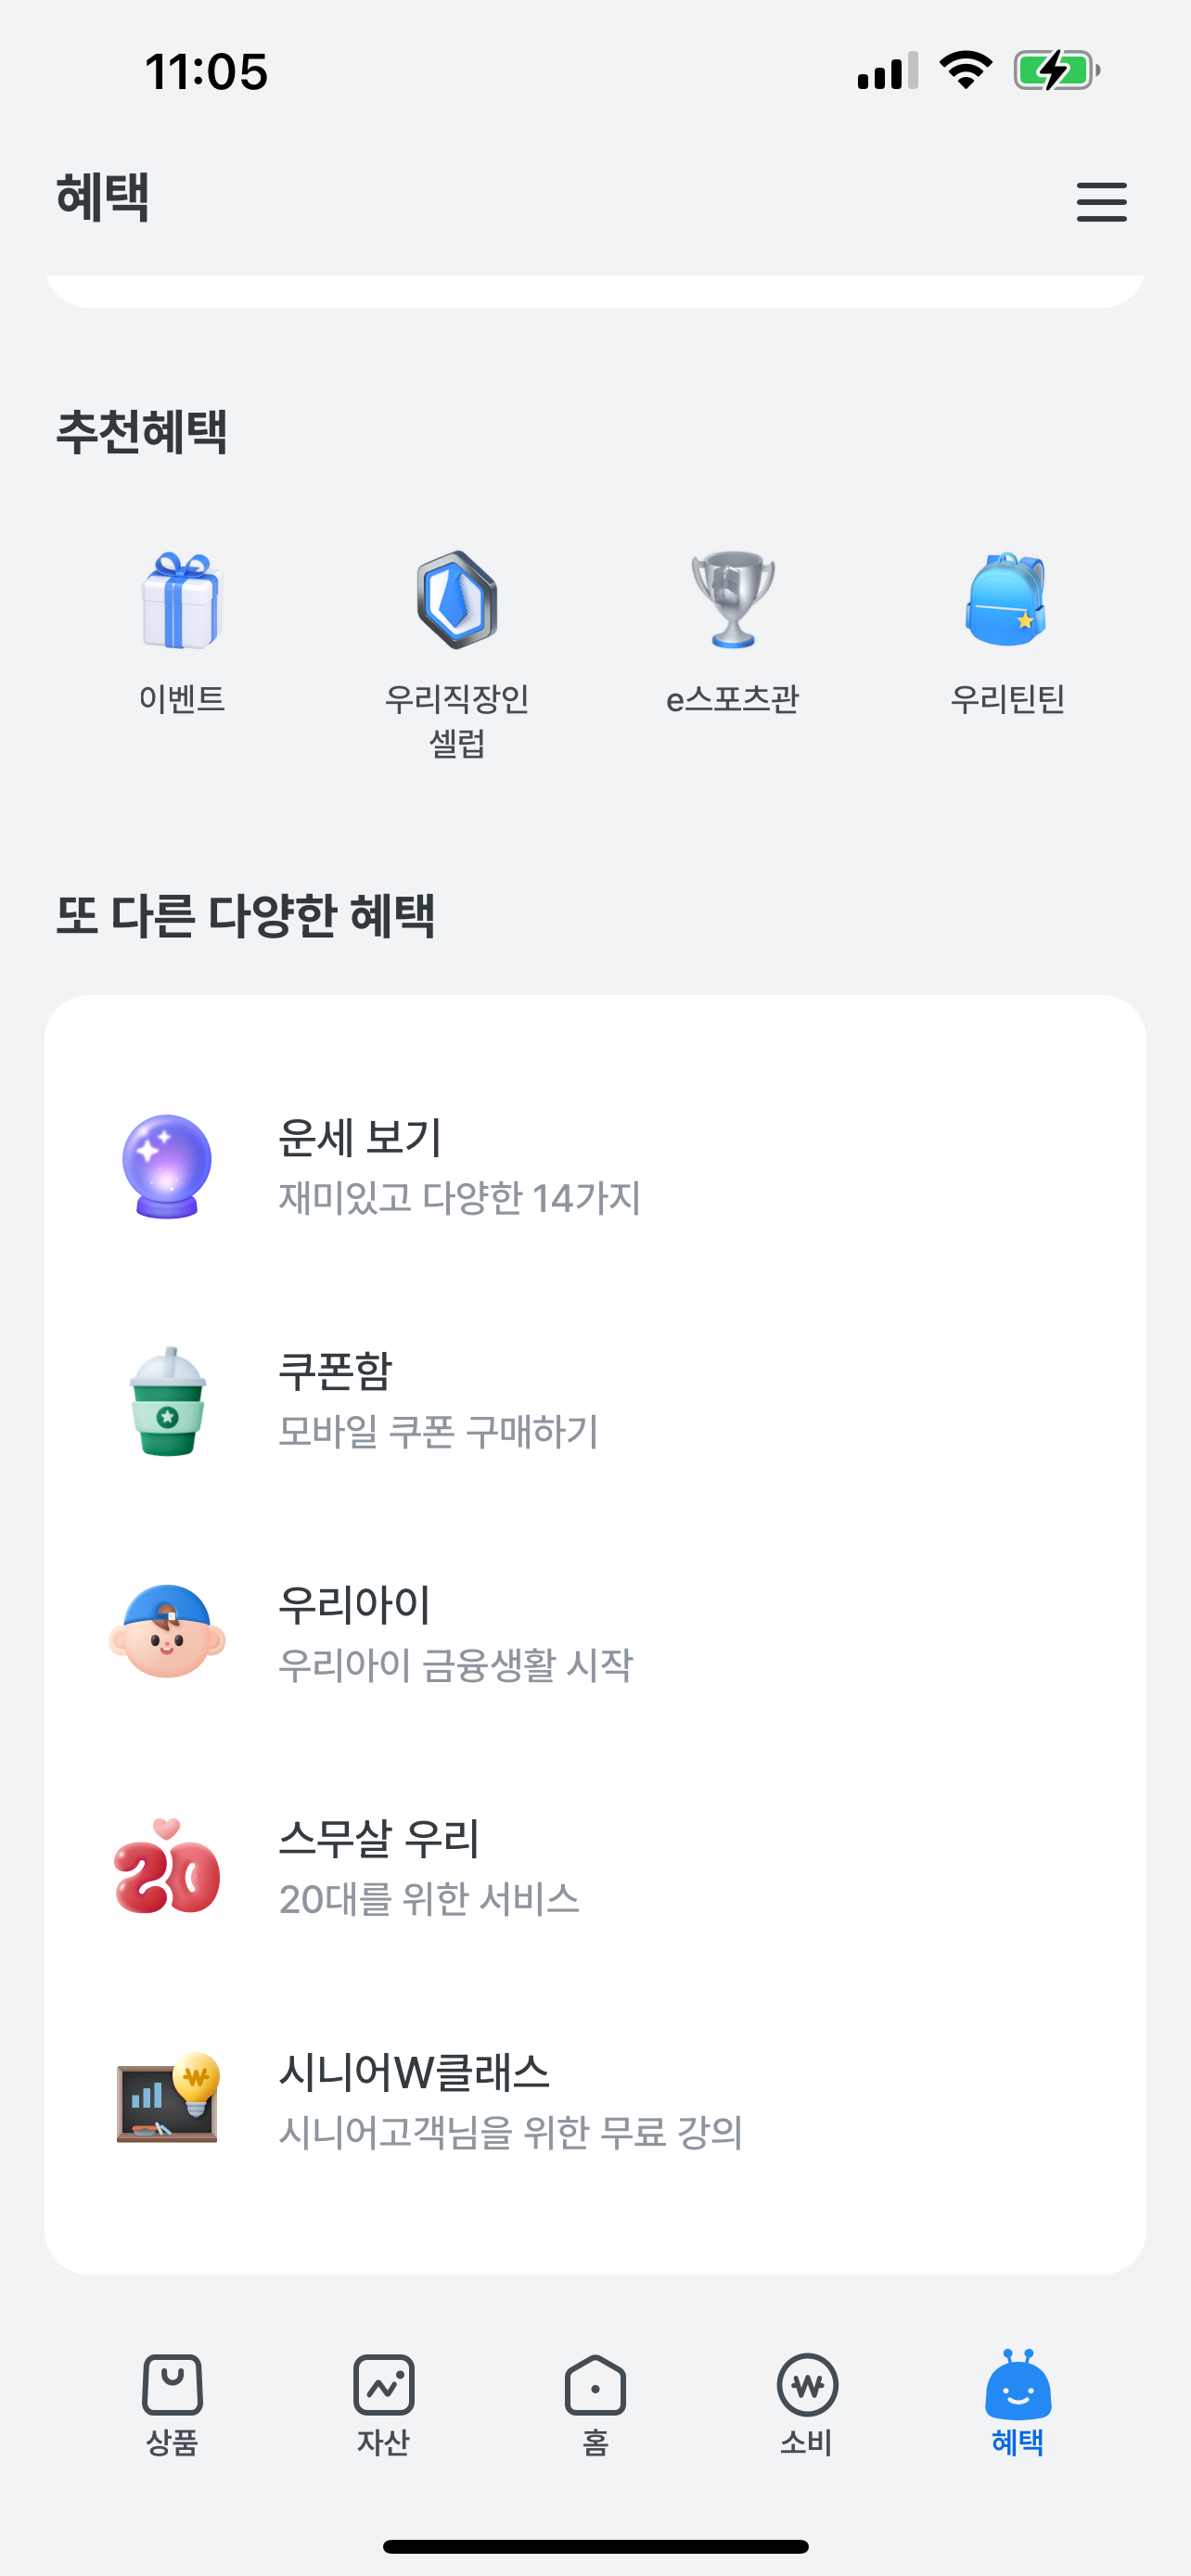 11:05
혜택
추천혜택
이벤트
우리직장인
셀럽
e스포츠관
우리틴틴
또 다른 다양한 혜택
운세 보기
재미있고 다양한 14가지
쿠폰함
모바일 쿠폰 구매하기
우리아이
우리아이 금융생활 시작
20
스무살 우리
20대를 위한 서비스
시니어W클래스
시니어고객님을 위한 무료 강의
상품
자산
홈
소비
혜택